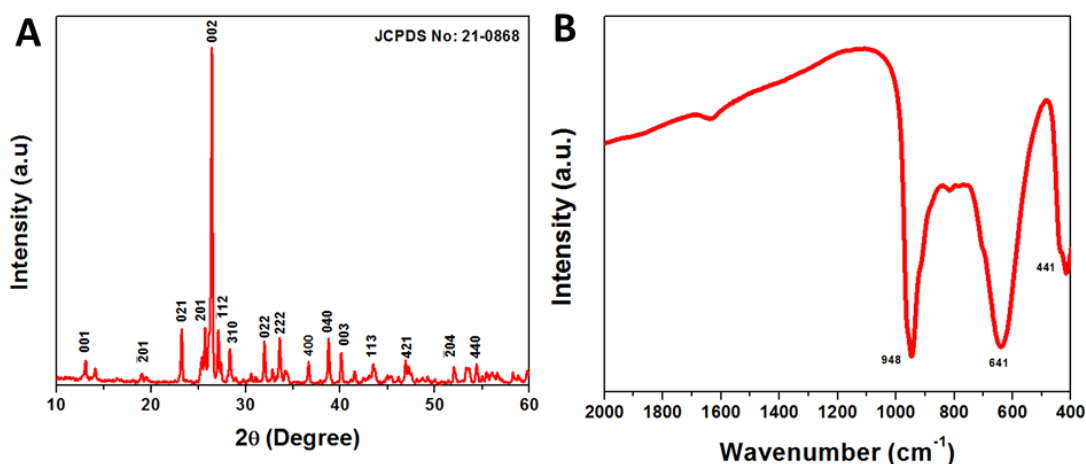 A
002
JCPDS No: 21-0868
001
201
021
201
112
310
022
222
400
040
003
113
421
204
440
Intensity (a.u)
10 20 30 40 50 60
2θ (Degree)
B
Intensity (a.u.)
948
641
441
2000 1800 1600 1400 1200 1000 800 600 400
Wavenumber (cm⁻¹)